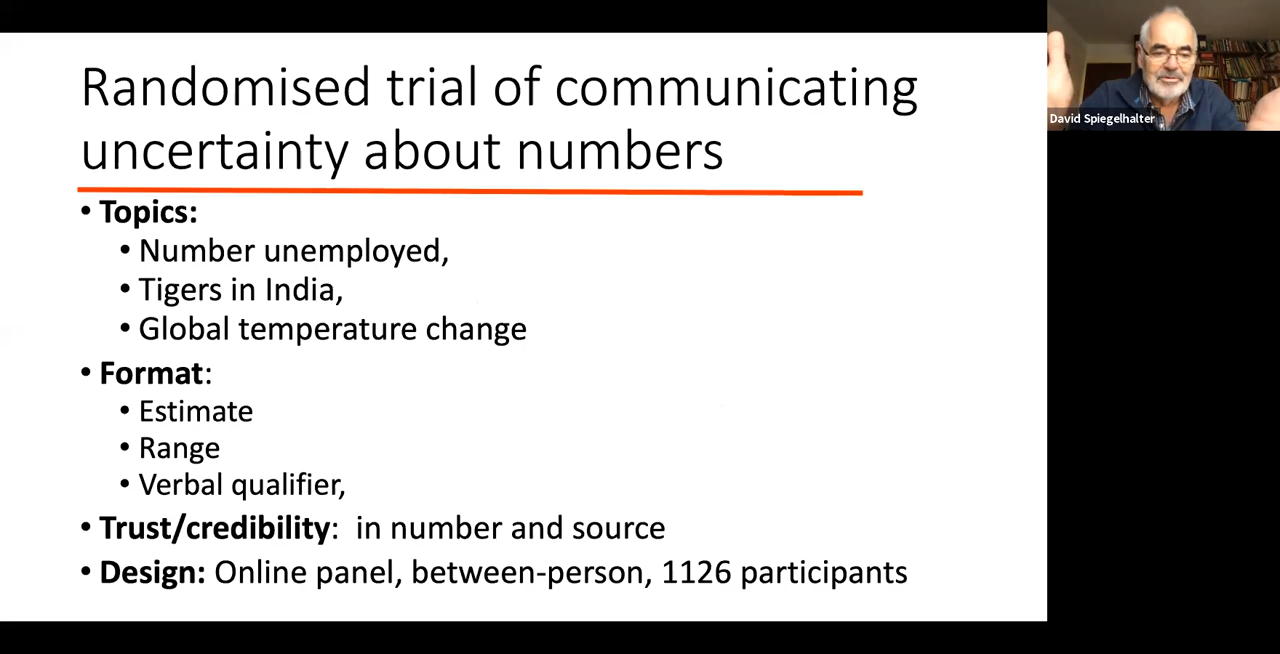 Randomised trial of communicating
uncertainty about numbers
• Topics:
• Number unemployed,
• Tigers in India,
• Global temperature change
• Format:
• Estimate
• Range
• Verbal qualifier,
• Trust/credibility: in number and source
• Design: Online panel, between-person, 1126 participants
David Spiegelhalter